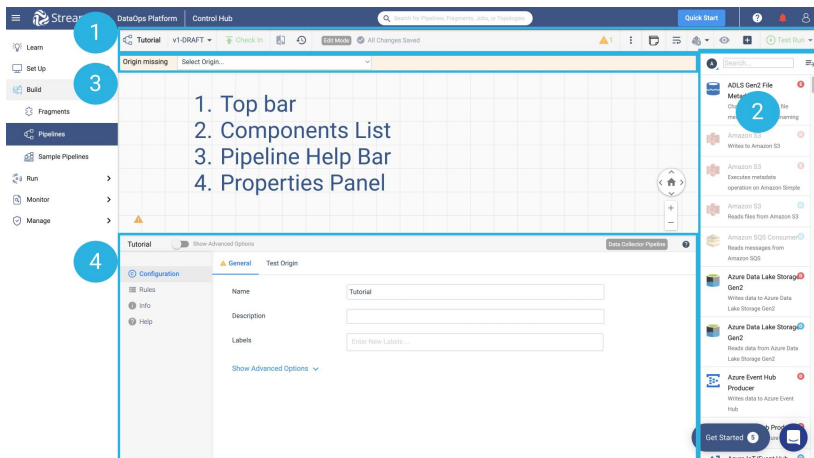 Strea
DataOps Platform
Control Hub
Search for Pipelines, Fragments, Jobs, or Topologies
Quick Start
8
1
Tutorial
v1-DRAFT
Check In
Edit Mode
All Changes Saved
1
Test Run
Learn
Set Up
Build
Fragments
Pipelines
Sample Pipelines
Run
Monitor
Manage
3
Origin missing
Select Origin...
1. Top bar
2. Components List
3. Pipeline Help Bar
4. Properties Panel
A
Search...
2
ADLS Gen2 File
Amazon S3
Writes to Amazon S3
Amazon S3
Executes metadata
operation on Amazon Simple
Amazon S3
Reads files from Amazon S3
Amazon SQS Consumer
Reads messages from
Amazon SQS
Azure Data Lake Storage
Gen2
Writes data to Azure Data
Lake Storage Gen2
Azure Data Lake Storage
Gen2
Reads data from Azure Data
Lake Storage Gen2
Azure Event Hub
Producer
Writes data to Azure Event
Hub
Get Started 5
Azure IoT/Event Hub
4
Tutorial
Show Advanced Options
Data Collector Pipeline
Configuration
Rules
Info
Help
General
Test Origin
Name
Tutorial
Description
Labels
Enter New Labels...
Show Advanced Options